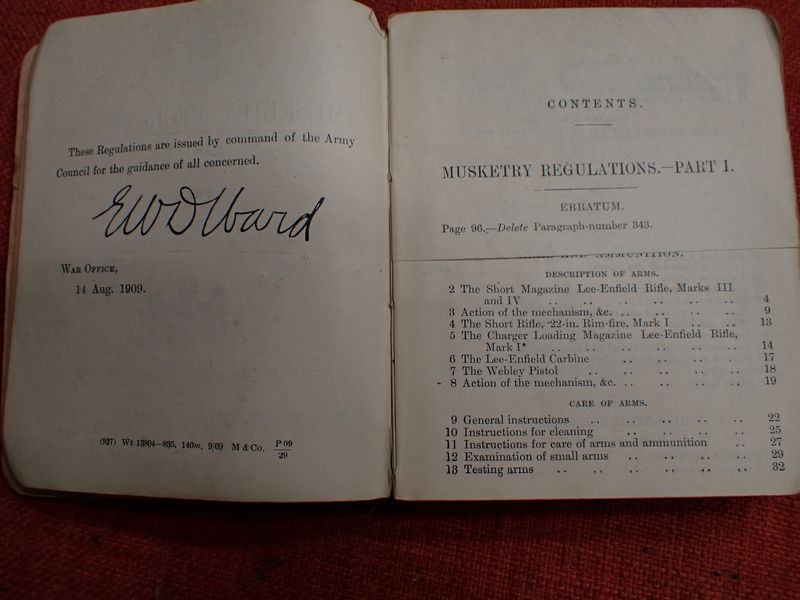 These Regulations are issued by command of the Army
Council for the guidance of all concerned.
EWD Ward
War Office,
14 Aug. 1909.
(937) Wt 13804—835, 140m, 9/09 M & Co. P 09
29
CONTENTS.
MUSKETRY REGULATIONS.—PART I.
ERRATUM.
Page 96.—Delete Paragraph-number 343.
AMMUNITION.
DESCRIPTION OF ARMS.
2 The Short Magazine Lee-Enfield Rifle, Marks III
and IV .. .. .. .. .. .. 4
3 Action of the mechanism, &c. .. .. .. .. 9
4 The Short Rifle, ·22-in. Rim-fire, Mark I .. .. 13
5 The Charger Loading Magazine Lee-Enfield Rifle,
Mark I* .. .. .. .. .. .. 14
6 The Lee-Enfield Carbine .. .. .. .. 17
7 The Webley Pistol .. .. .. .. .. 18
8 Action of the mechanism, &c. .. .. .. .. 19
CARE OF ARMS.
9 General instructions .. .. .. .. .. 22
10 Instructions for cleaning .. .. .. .. 25
11 Instructions for care of arms and ammunition .. 27
12 Examination of small arms .. .. .. .. 29
13 Testing arms .. .. .. .. .. .. 32